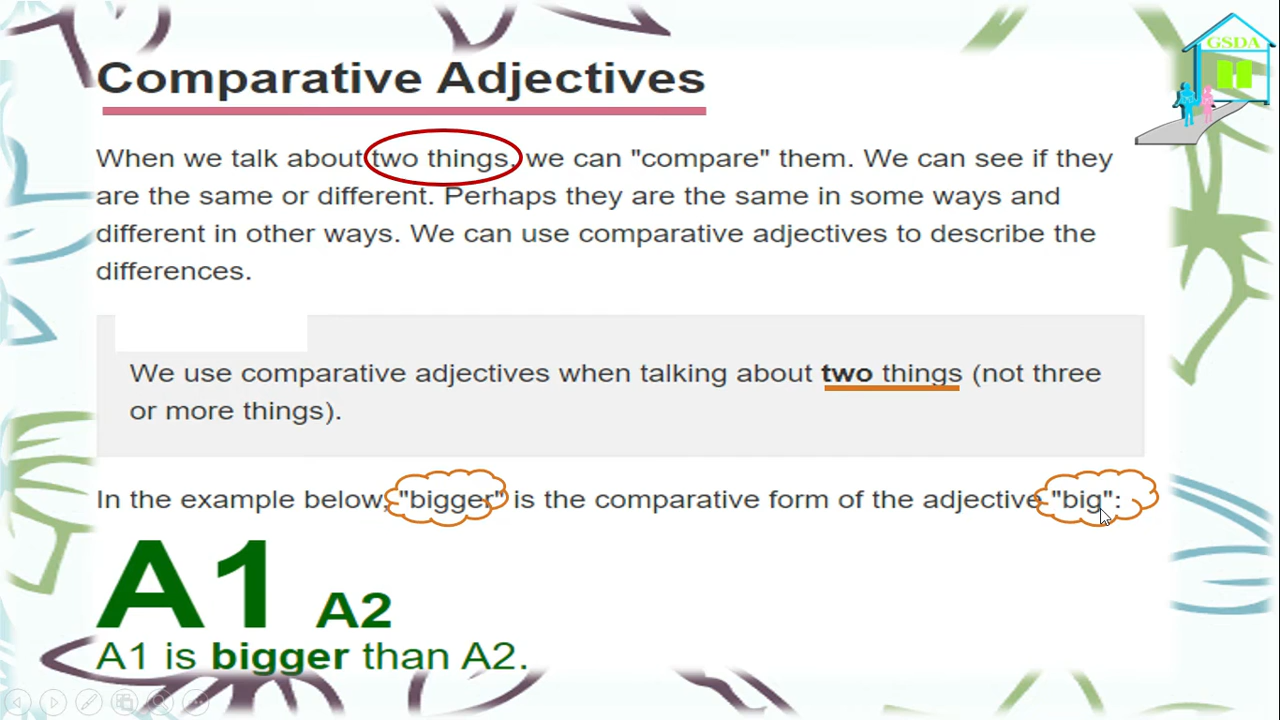 GSDA
Comparative Adjectives
When we talk about two things, we can "compare" them. We can see if they
are the same or different. Perhaps they are the same in some ways and
different in other ways. We can use comparative adjectives to describe the
differences.
We use comparative adjectives when talking about two things (not three
or more things).
In the example below, "bigger" is the comparative form of the adjective "big":
A1 A2
A1 is bigger than A2.